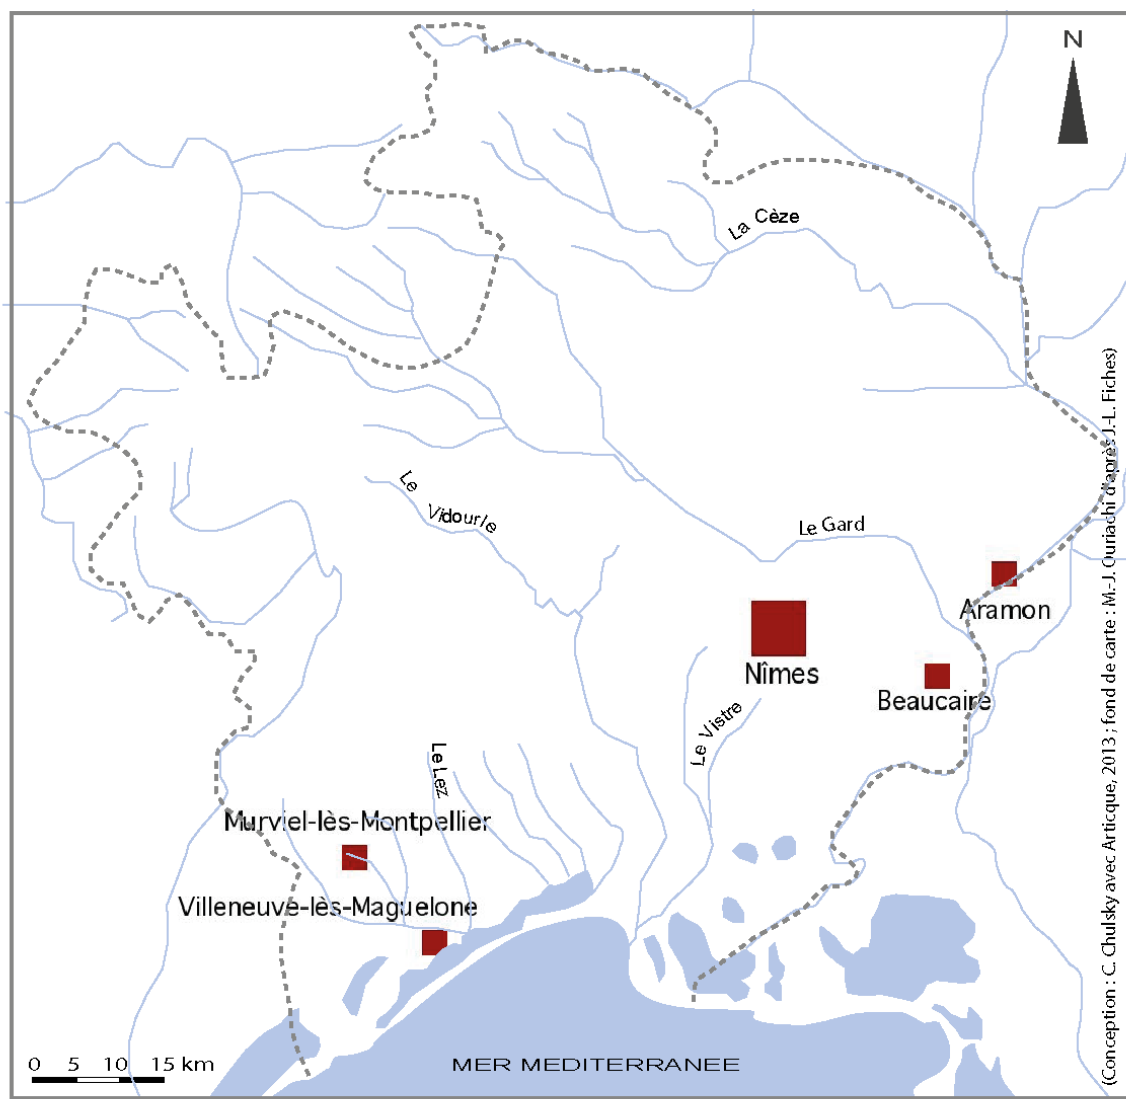 N
La Cèze
Le Vidourle
Le Gard
Aramon
Nîmes
Beaucaire
Le Vistre
Le Lez
Murviel-lès-Montpellier
Villeneuve-lès-Maguelone
0 5 10 15 km
MER MEDITERRANEE
(Conception : C. Chulsky avec Articque, 2013 ; fond de carte : M.-J. Ouriachi d'après J.-L. Fiches)